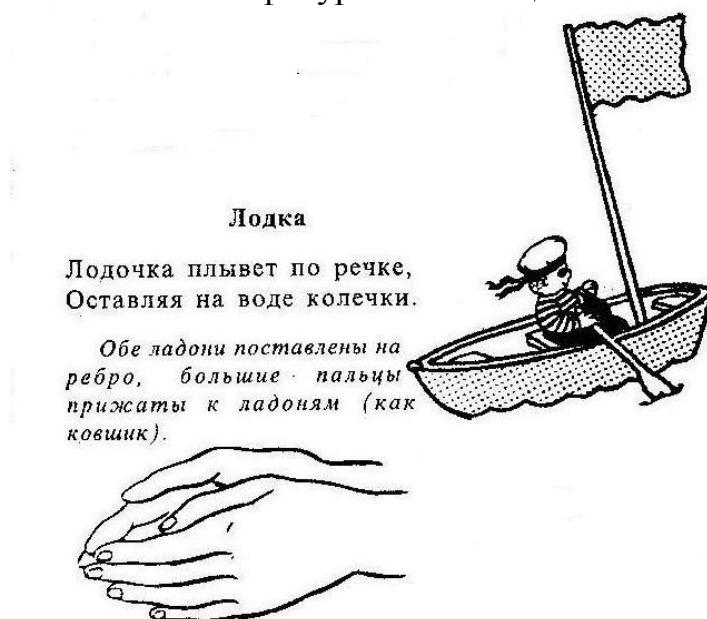 Лодка
Лодочка плывет по речке,
Оставляя на воде колечки.
Обе ладони поставлены на
ребро, большие пальцы
прижаты к ладоням (как
ковшик).